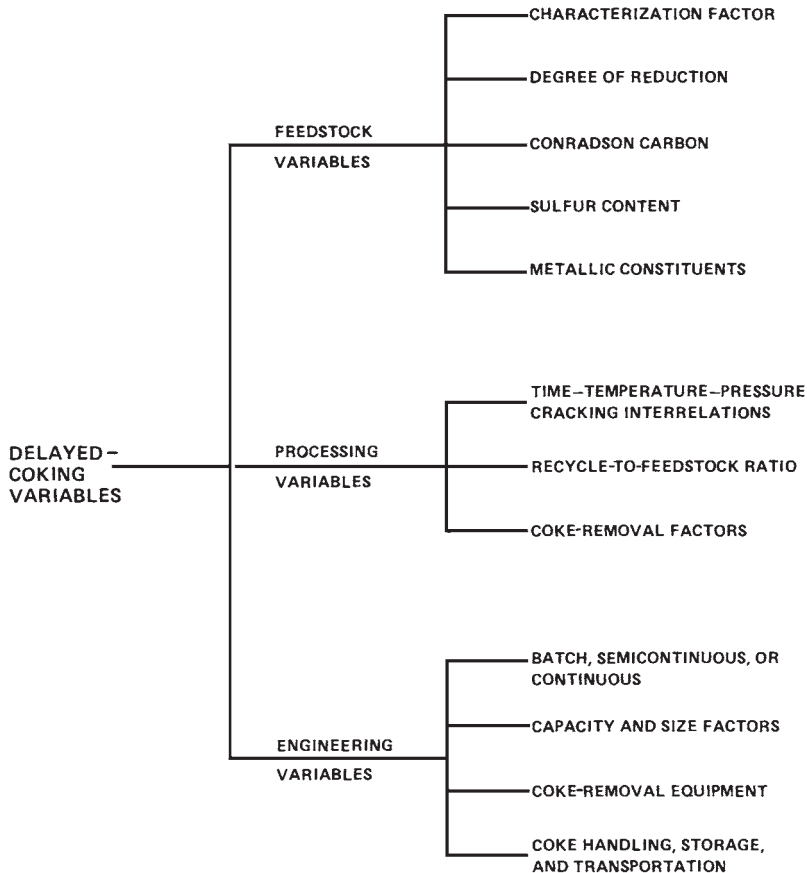 CHARACTERIZATION FACTOR
DEGREE OF REDUCTION
FEEDSTOCK
VARIABLES
CONRADSON CARBON
SULFUR CONTENT
METALLIC CONSTITUENTS
TIME–TEMPERATURE–PRESSURE
CRACKING INTERRELATIONS
DELAYED–
COKING
VARIABLES
PROCESSING
VARIABLES
RECYCLE-TO-FEEDSTOCK RATIO
COKE-REMOVAL FACTORS
BATCH, SEMICONTINUOUS, OR
CONTINUOUS
CAPACITY AND SIZE FACTORS
ENGINEERING
VARIABLES
COKE-REMOVAL EQUIPMENT
COKE HANDLING, STORAGE,
AND TRANSPORTATION